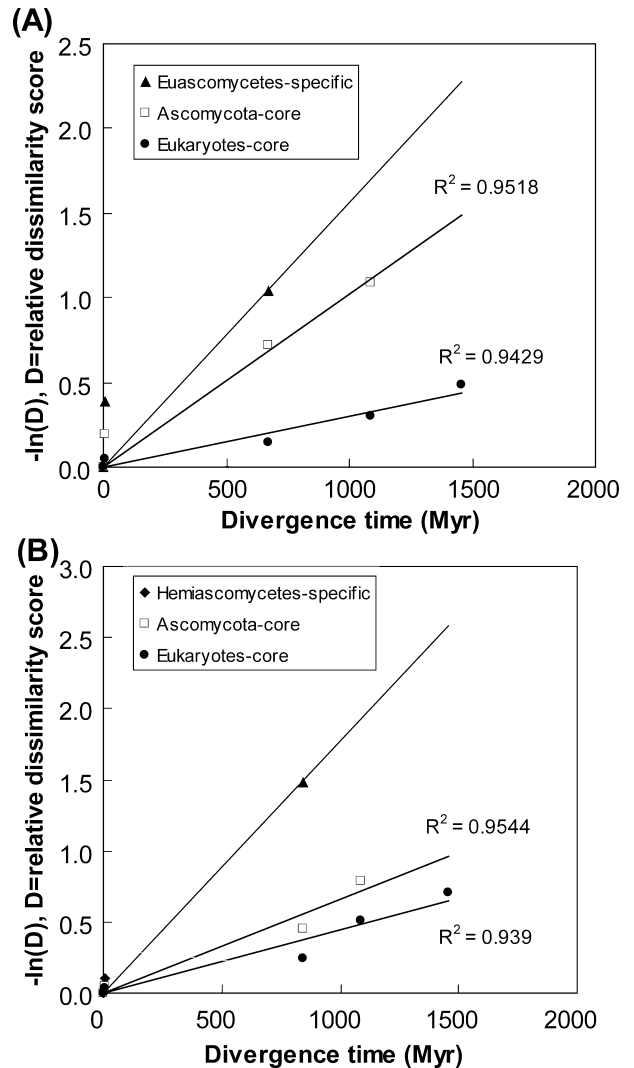 (A)
-ln(D), D=relative dissimilarity score
2.5
2.0
1.5
1.0
0.5
0.0
Euascomycetes-specific
Ascomycota-core
Eukaryotes-core
R² = 0.9518
R² = 0.9429
0 500 1000 1500 2000
Divergence time (Myr)
(B)
-ln(D), D=relative dissimilarity score
3.0
2.5
2.0
1.5
1.0
0.5
0.0
Hemiascomycetes-specific
Ascomycota-core
Eukaryotes-core
R² = 0.9544
R² = 0.939
0 500 1000 1500 2000
Divergence time (Myr)